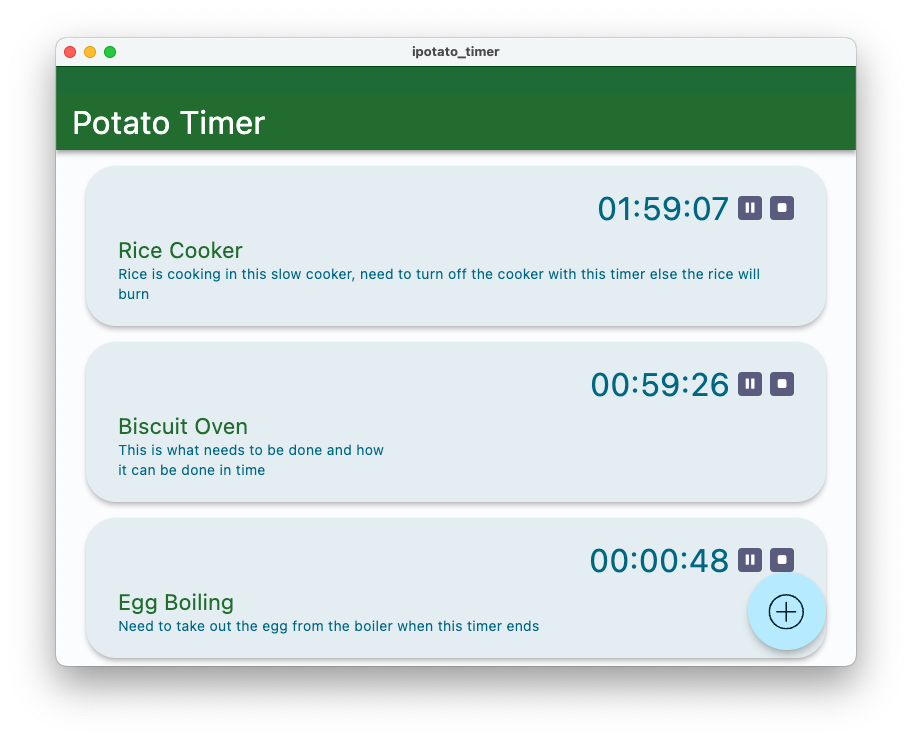 ipotato_timer
Potato Timer
01:59:07
Rice Cooker
Rice is cooking in this slow cooker, need to turn off the cooker with this timer else the rice will
burn
00:59:26
Biscuit Oven
This is what needs to be done and how
it can be done in time
00:00:48
Egg Boiling
Need to take out the egg from the boiler when this timer ends